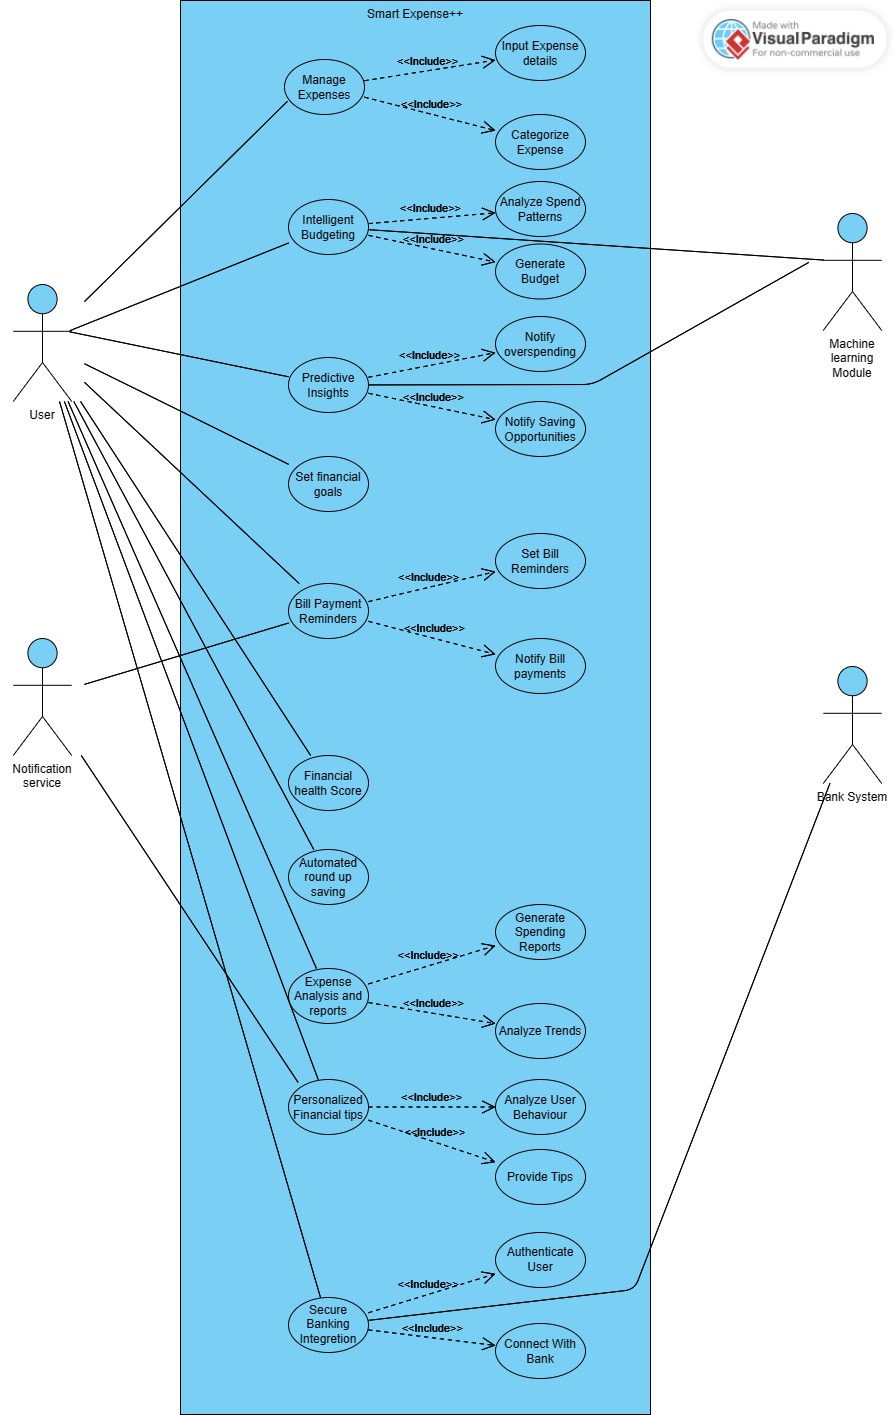 Smart Expense++
Made with
VisualParadigm
For non-commercial use
Manage
Expenses
<<Include>>
Input Expense
details
<<Include>>
Categorize
Expense
Intelligent
Budgeting
<<Include>>
Analyze Spend
Patterns
<<Include>>
Generate
Budget
Machine
learning
Module
User
Predictive
Insights
<<Include>>
Notify
overspending
<<Include>>
Notify Saving
Opportunities
Set financial
goals
Bill Payment
Reminders
<<Include>>
Set Bill
Reminders
<<Include>>
Notify Bill
payments
Notification
service
Bank System
Financial
health Score
Automated
round up
saving
Expense
Analysis and
reports
<<Include>>
Generate
Spending
Reports
<<Include>>
Analyze Trends
Personalized
Financial tips
<<Include>>
Analyze User
Behaviour
<<Include>>
Provide Tips
Secure
Banking
Integretion
<<Include>>
Authenticate
User
<<Include>>
Connect With
Bank